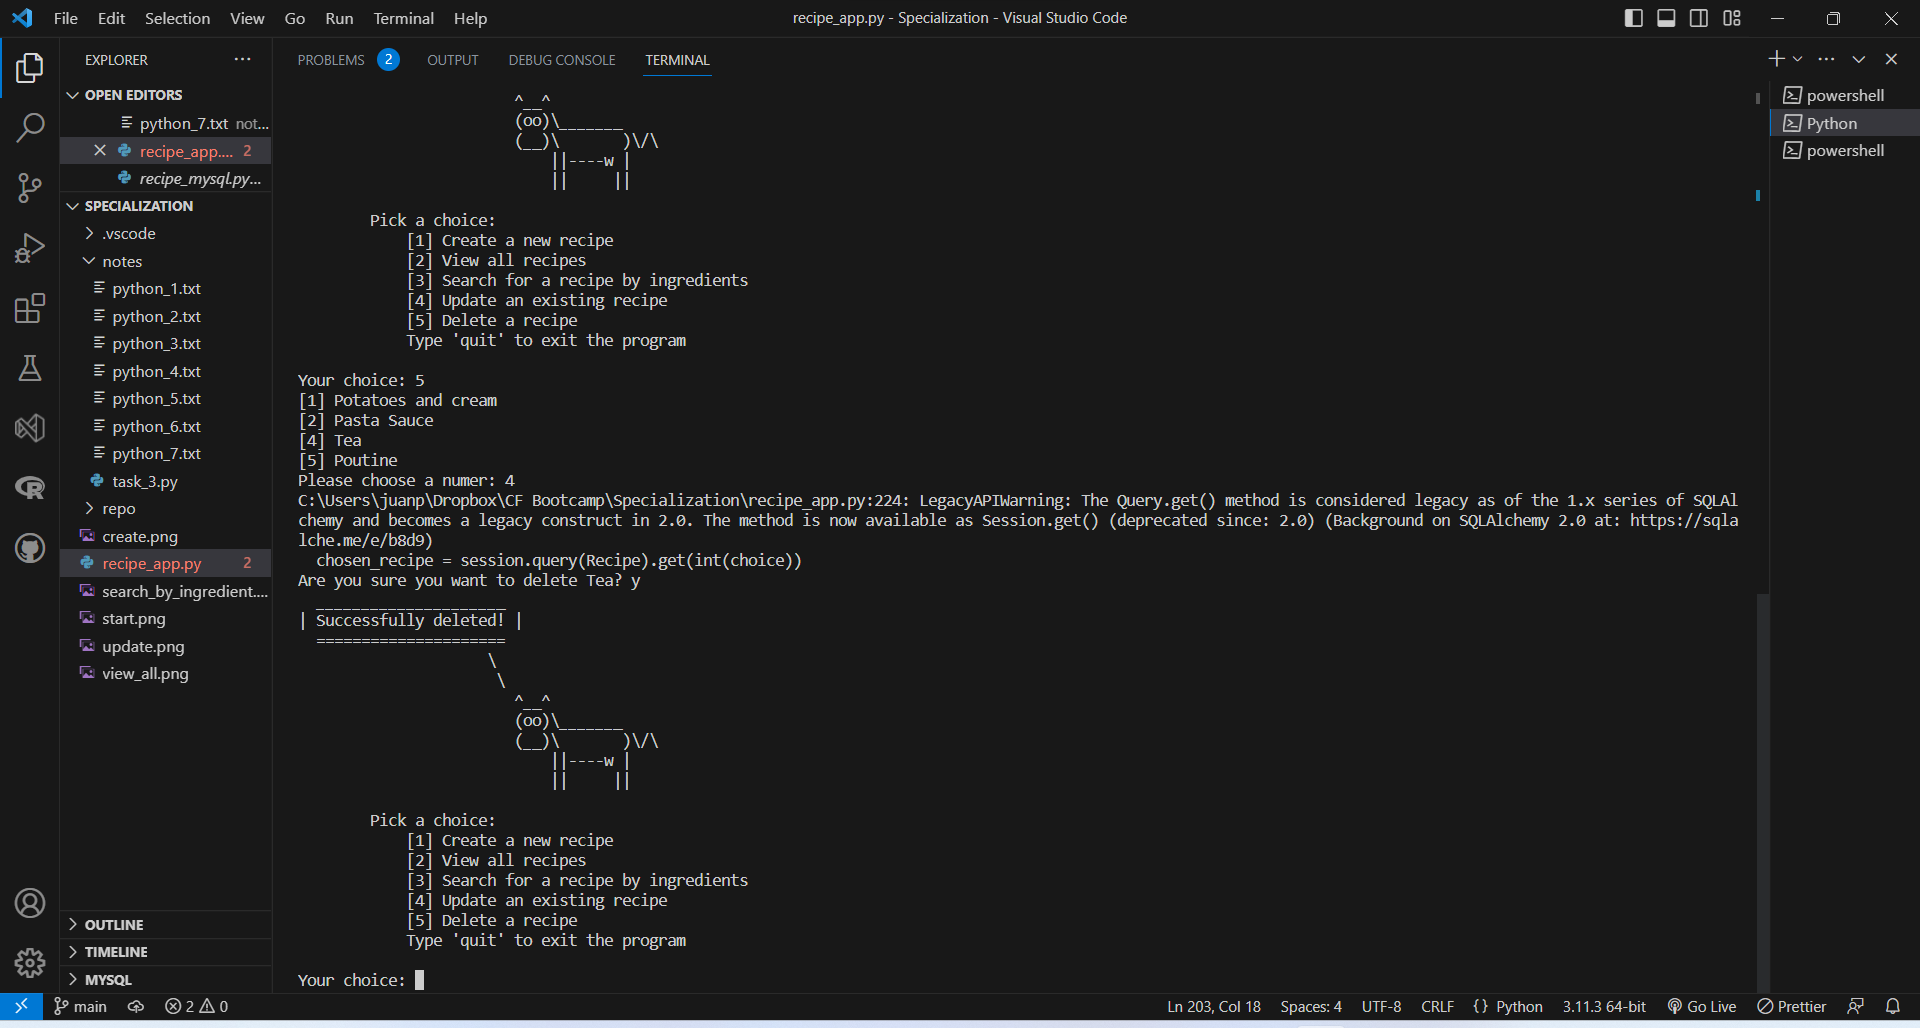 File Edit Selection View Go Run Terminal Help
recipe_app.py - Specialization - Visual Studio Code
EXPLORER
PROBLEMS 2 OUTPUT DEBUG CONSOLE TERMINAL
OPEN EDITORS
python_7.txt not...
recipe_app.... 2
recipe_mysql.py...
SPECIALIZATION
.vscode
notes
python_1.txt
python_2.txt
python_3.txt
python_4.txt
python_5.txt
python_6.txt
python_7.txt
task_3.py
repo
create.png
recipe_app.py 2
search_by_ingredient....
start.png
update.png
view_all.png
OUTLINE
TIMELINE
MYSQL
^__^
(oo)\_______
(__)\       )\/\
||----w |
||     ||
Pick a choice:
[1] Create a new recipe
[2] View all recipes
[3] Search for a recipe by ingredients
[4] Update an existing recipe
[5] Delete a recipe
Type 'quit' to exit the program
Your choice: 5
[1] Potatoes and cream
[2] Pasta Sauce
[4] Tea
[5] Poutine
Please choose a numer: 4
C:\Users\juanp\Dropbox\CF Bootcamp\Specialization\recipe_app.py:224: LegacyAPIWarning: The Query.get() method is considered legacy as of the 1.x series of SQLAl
chemy and becomes a legacy construct in 2.0. The method is now available as Session.get() (deprecated since: 2.0) (Background on SQLAlchemy 2.0 at: https://sqla
lche.me/e/b8d9)
chosen_recipe = session.query(Recipe).get(int(choice))
Are you sure you want to delete Tea? y
_____________________
| Successfully deleted! |
=====================
\
\
^__^
(oo)\_______
(__)\       )\/\
||----w |
||     ||
Pick a choice:
[1] Create a new recipe
[2] View all recipes
[3] Search for a recipe by ingredients
[4] Update an existing recipe
[5] Delete a recipe
Type 'quit' to exit the program
Your choice:
powershell
Python
powershell
main 2 0
Ln 203, Col 18 Spaces: 4 UTF-8 CRLF {} Python 3.11.3 64-bit Go Live Prettier